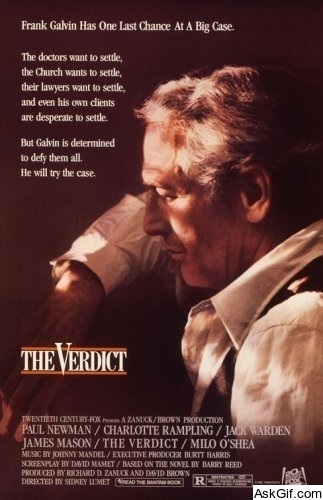 Frank Galvin Has One Last Chance At A Big Case.
The doctors want to settle,
the Church wants to settle,
their lawyers want to settle,
and even his own clients
are desperate to settle.
But Galvin is determined
to defy them all.
He will try the case.
THE VERDICT
TWENTIETH CENTURY-FOX Presents A ZANUCK/BROWN PRODUCTION
PAUL NEWMAN / CHARLOTTE RAMPLING / JACK WARDEN
JAMES MASON / THE VERDICT / MILO O'SHEA
MUSIC BY JOHNNY MANDEL / EXECUTIVE PRODUCER BURTT HARRIS
SCREENPLAY BY DAVID MAMET / BASED ON THE NOVEL BY BARRY REED
PRODUCED BY RICHARD D. ZANUCK AND DAVID BROWN
DIRECTED BY SIDNEY LUMET
READ THE BANTAM BOOK
R RESTRICTED
20th CENTURY FOX
AskGif.com